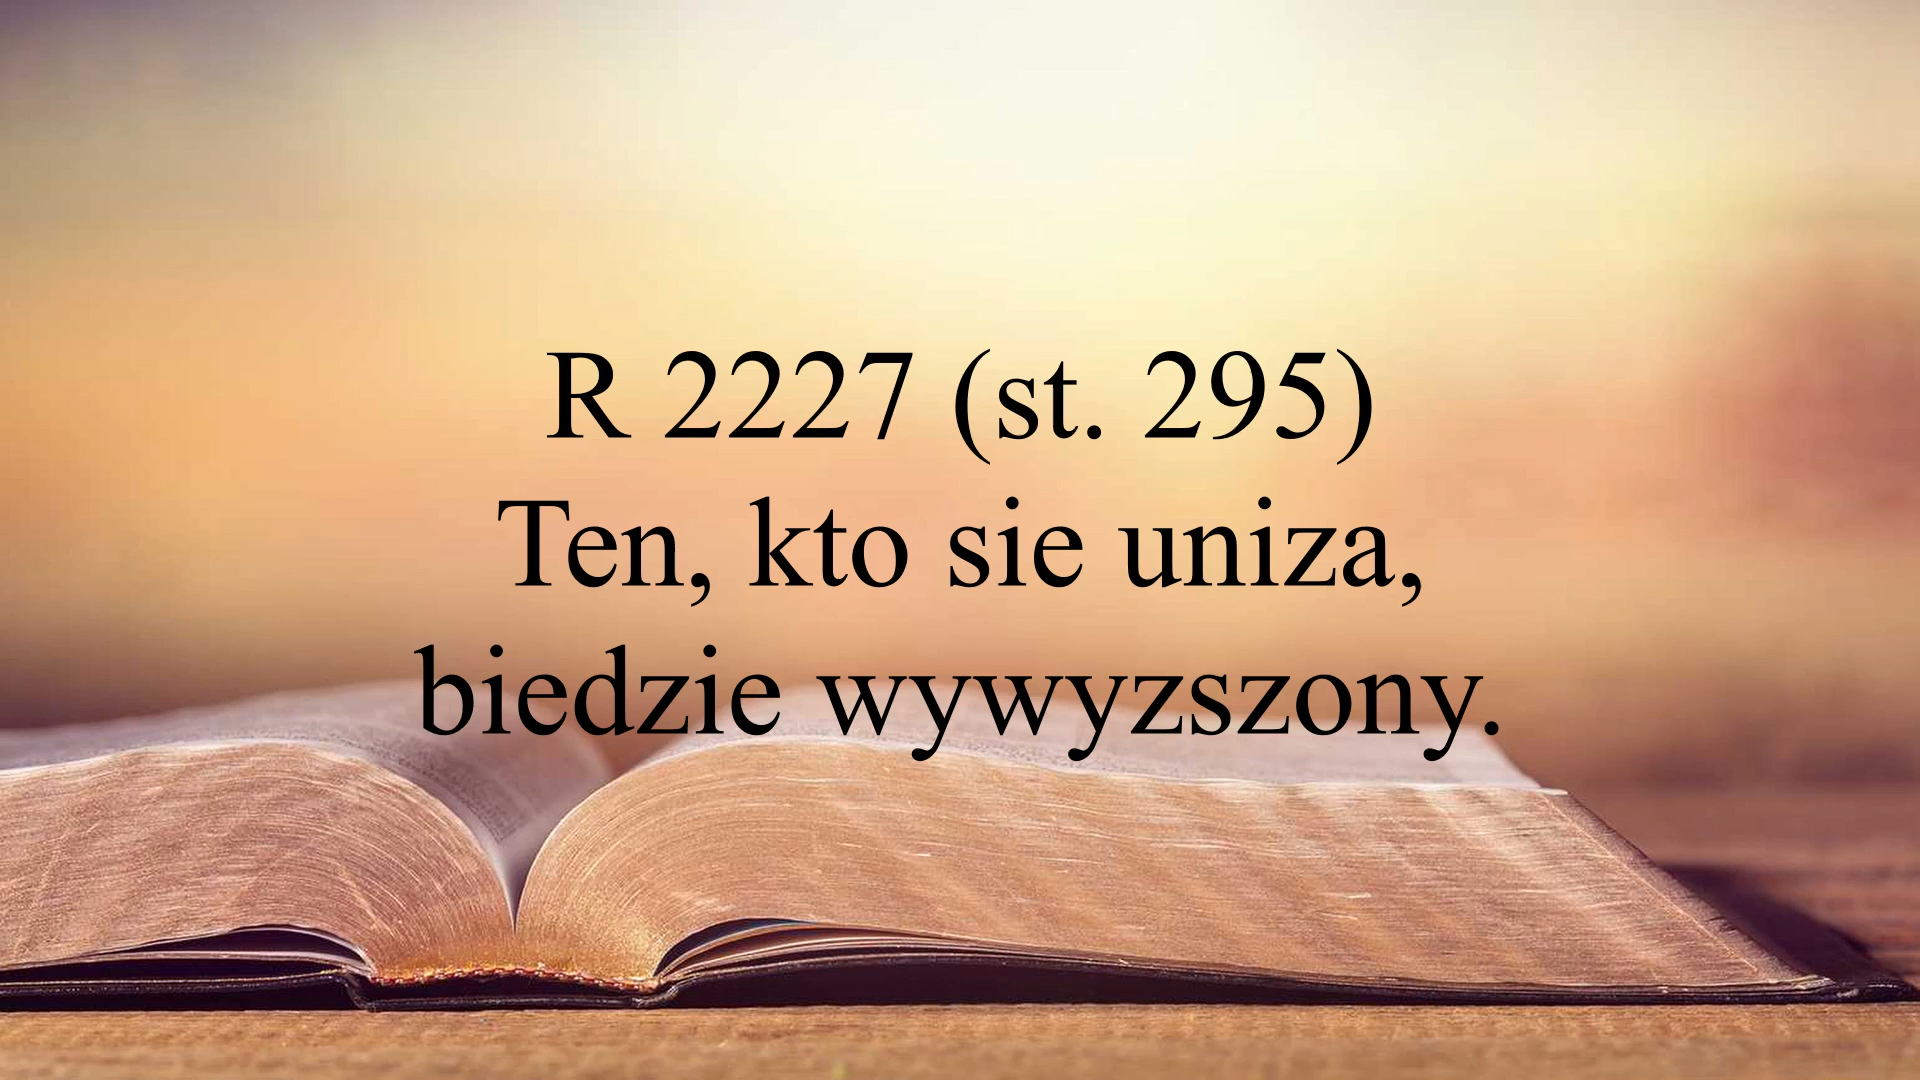 R 2227 (st. 295)
Ten, kto sie uniza,
biedzie wywyzszony.